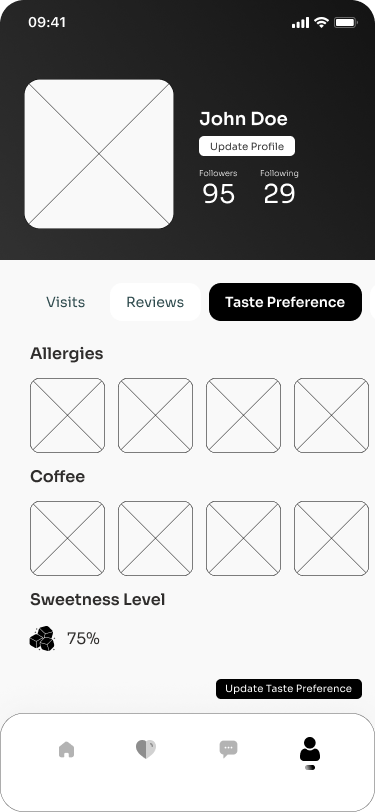 09:41
John Doe
Update Profile
Followers Following
95 29
Visits Reviews Taste Preference
Allergies
Coffee
Sweetness Level
75%
Update Taste Preference